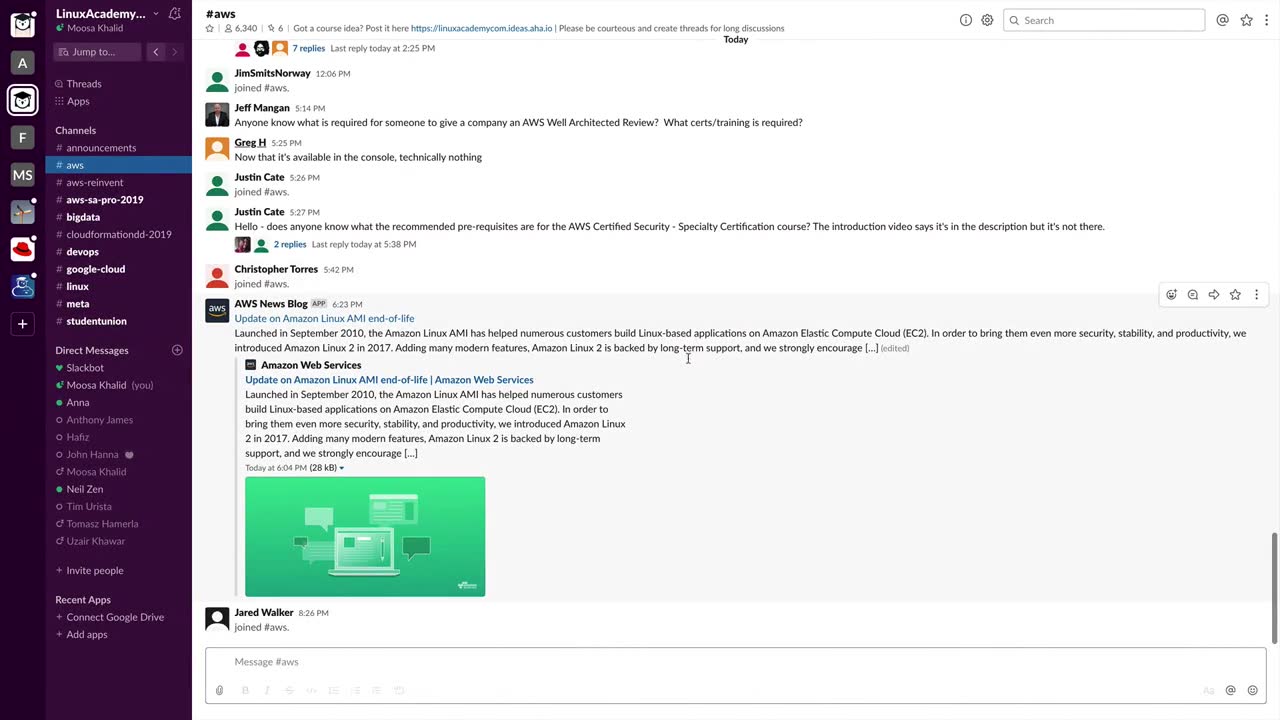 LinuxAcademy...
Moosa Khalid
Jump to...
Threads
Apps
Channels
# announcements
# aws
# aws-reinvent
# aws-sa-pro-2019
# bigdata
# cloudformationdd-2019
# devops
# google-cloud
# linux
# meta
# studentunion
Direct Messages
Slackbot
Moosa Khalid (you)
Anna
Anthony James
Hafiz
John Hanna
Moosa Khalid
Neil Zen
Tim Urista
Tomasz Hamerla
Uzair Khawar
+ Invite people
Recent Apps
+ Connect Google Drive
+ Add apps
A
F
MS
#aws
6,340 | 6 | Got a course idea? Post it here https://linuxacademycom.ideas.aha.io | Please be courteous and create threads for long discussions
Search
Today
7 replies Last reply today at 2:25 PM
JimSmitsNorway 12:06 PM
joined #aws.
Jeff Mangan 5:14 PM
Anyone know what is required for someone to give a company an AWS Well Architected Review? What certs/training is required?
Greg H 5:25 PM
Now that it's available in the console, technically nothing
Justin Cate 5:26 PM
joined #aws.
Justin Cate 5:27 PM
Hello - does anyone know what the recommended pre-requisites are for the AWS Certified Security - Specialty Certification course? The introduction video says it's in the description but it's not there.
2 replies Last reply today at 5:38 PM
Christopher Torres 5:42 PM
joined #aws.
aws
AWS News Blog APP 6:23 PM
Update on Amazon Linux AMI end-of-life
Launched in September 2010, the Amazon Linux AMI has helped numerous customers build Linux-based applications on Amazon Elastic Compute Cloud (EC2). In order to bring them even more security, stability, and productivity, we
introduced Amazon Linux 2 in 2017. Adding many modern features, Amazon Linux 2 is backed by long-term support, and we strongly encourage [...] (edited)
Amazon Web Services
Update on Amazon Linux AMI end-of-life | Amazon Web Services
Launched in September 2010, the Amazon Linux AMI has helped numerous customers
build Linux-based applications on Amazon Elastic Compute Cloud (EC2). In order to
bring them even more security, stability, and productivity, we introduced Amazon Linux
2 in 2017. Adding many modern features, Amazon Linux 2 is backed by long-term
support, and we strongly encourage [...]
Today at 6:04 PM (28 kB)
Jared Walker 8:26 PM
joined #aws.
Message #aws
B I S Aa @